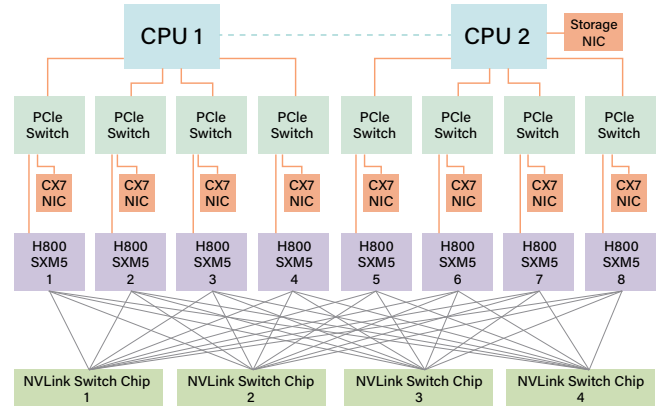 CPU 1
CPU 2
Storage
NIC
PCIe
Switch
PCIe
Switch
PCIe
Switch
PCIe
Switch
PCIe
Switch
PCIe
Switch
PCIe
Switch
PCIe
Switch
CX7
NIC
CX7
NIC
CX7
NIC
CX7
NIC
CX7
NIC
CX7
NIC
CX7
NIC
CX7
NIC
H800
SXM5
1
H800
SXM5
2
H800
SXM5
3
H800
SXM5
4
H800
SXM5
5
H800
SXM5
6
H800
SXM5
7
H800
SXM5
8
NVLink Switch Chip
1
NVLink Switch Chip
2
NVLink Switch Chip
3
NVLink Switch Chip
4